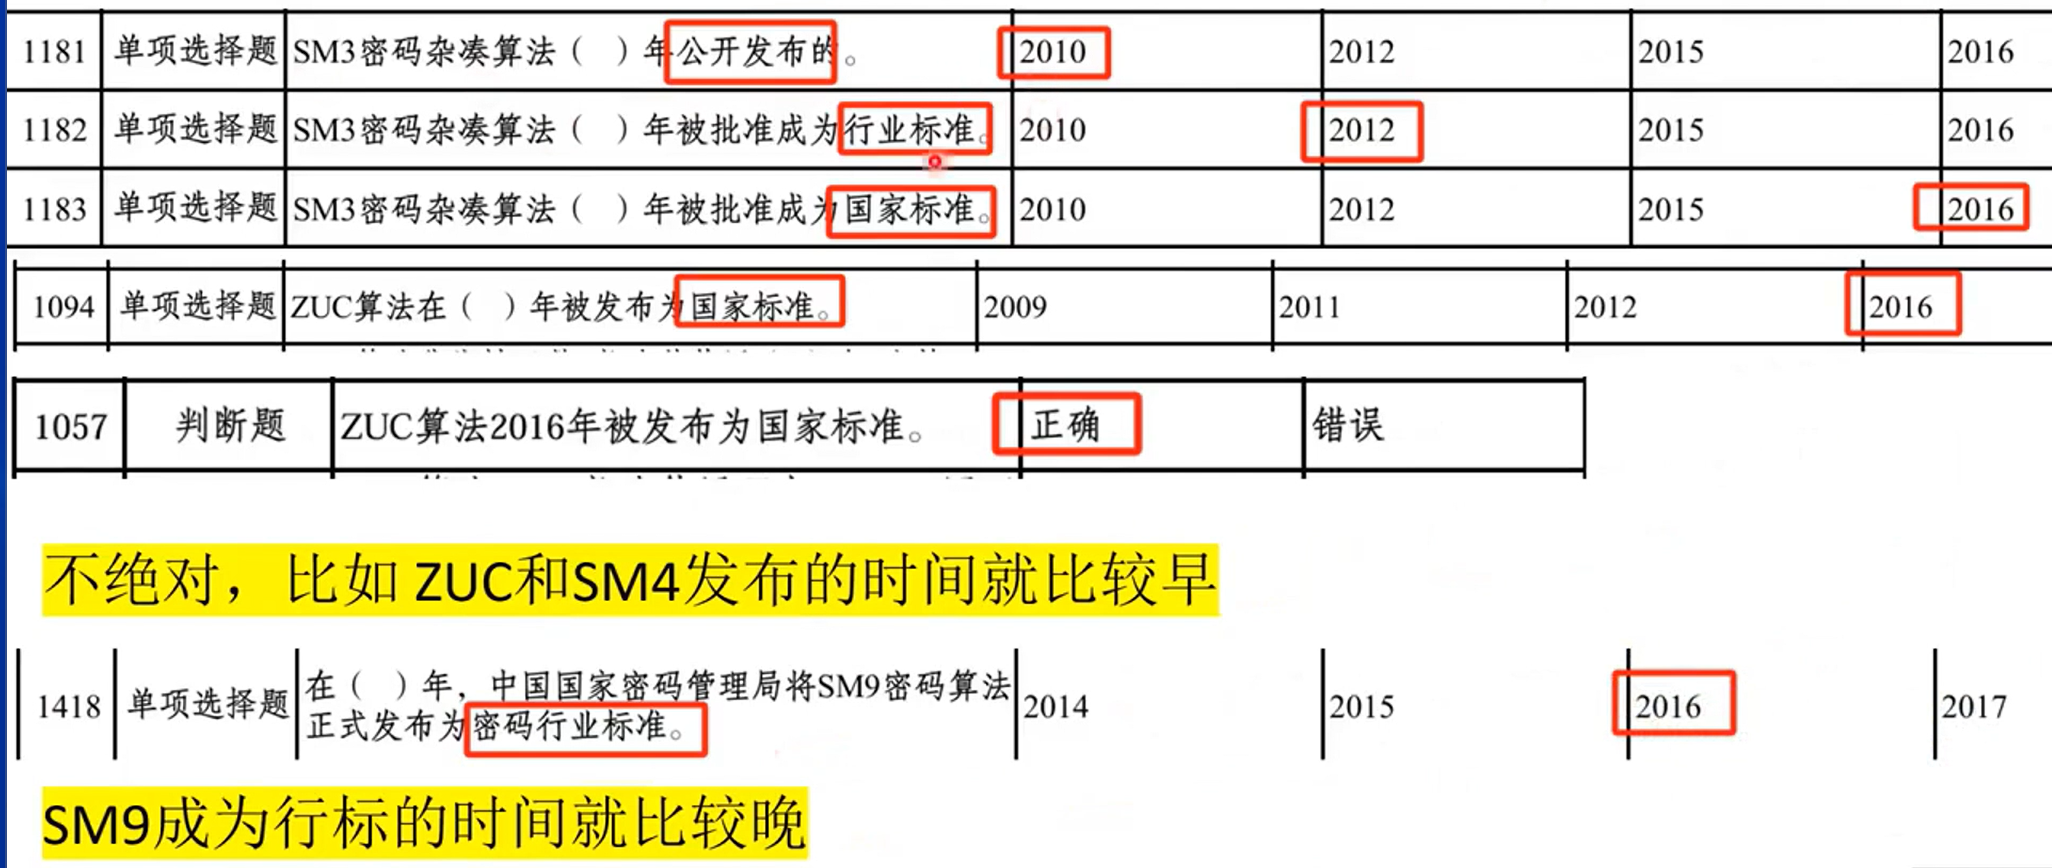 1181 单项选择题 SM3密码杂凑算法（ ）年公开发布的。 2010 2012 2015 2016
1182 单项选择题 SM3密码杂凑算法（ ）年被批准成为行业标准。 2010 2012 2015 2016
1183 单项选择题 SM3密码杂凑算法（ ）年被批准成为国家标准。 2010 2012 2015 2016
1094 单项选择题 ZUC算法在（ ）年被发布为国家标准。 2009 2011 2012 2016
1057 判断题 ZUC算法2016年被发布为国家标准。 正确 错误
不绝对，比如 ZUC和SM4发布的时间就比较早
1418 单项选择题 在（ ）年，中国国家密码管理局将SM9密码算法 2014 2015 2016 2017
正式发布为密码行业标准。
SM9成为行标的时间就比较晚